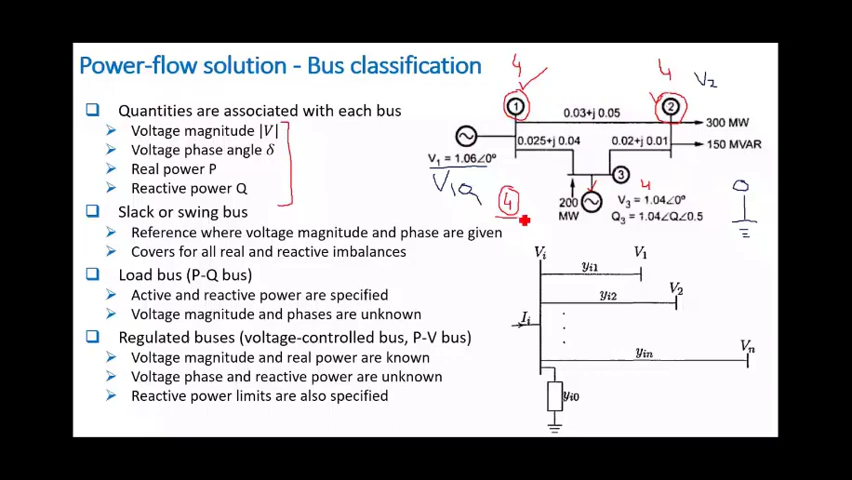 Power-flow solution - Bus classification
Quantities are associated with each bus
Voltage magnitude |V|
Voltage phase angle δ
Real power P
Reactive power Q
Slack or swing bus
Reference where voltage magnitude and phase are given
Covers for all real and reactive imbalances
Load bus (P-Q bus)
Active and reactive power are specified
Voltage magnitude and phases are unknown
Regulated buses (voltage-controlled bus, P-V bus)
Voltage magnitude and real power are known
Voltage phase and reactive power are unknown
Reactive power limits are also specified
4
4
V2
1
2
0.03+j 0.05
300 MW
0.025+j 0.04
0.02+j 0.01
150 MVAR
V1 = 1.06∠0°
3
4
4
200
MW
V3 = 1.04∠0°
Q3 = 1.04∠Q∠0.5
Vi
V1
yi1
V2
yi2
Ii
Vn
yin
yi0